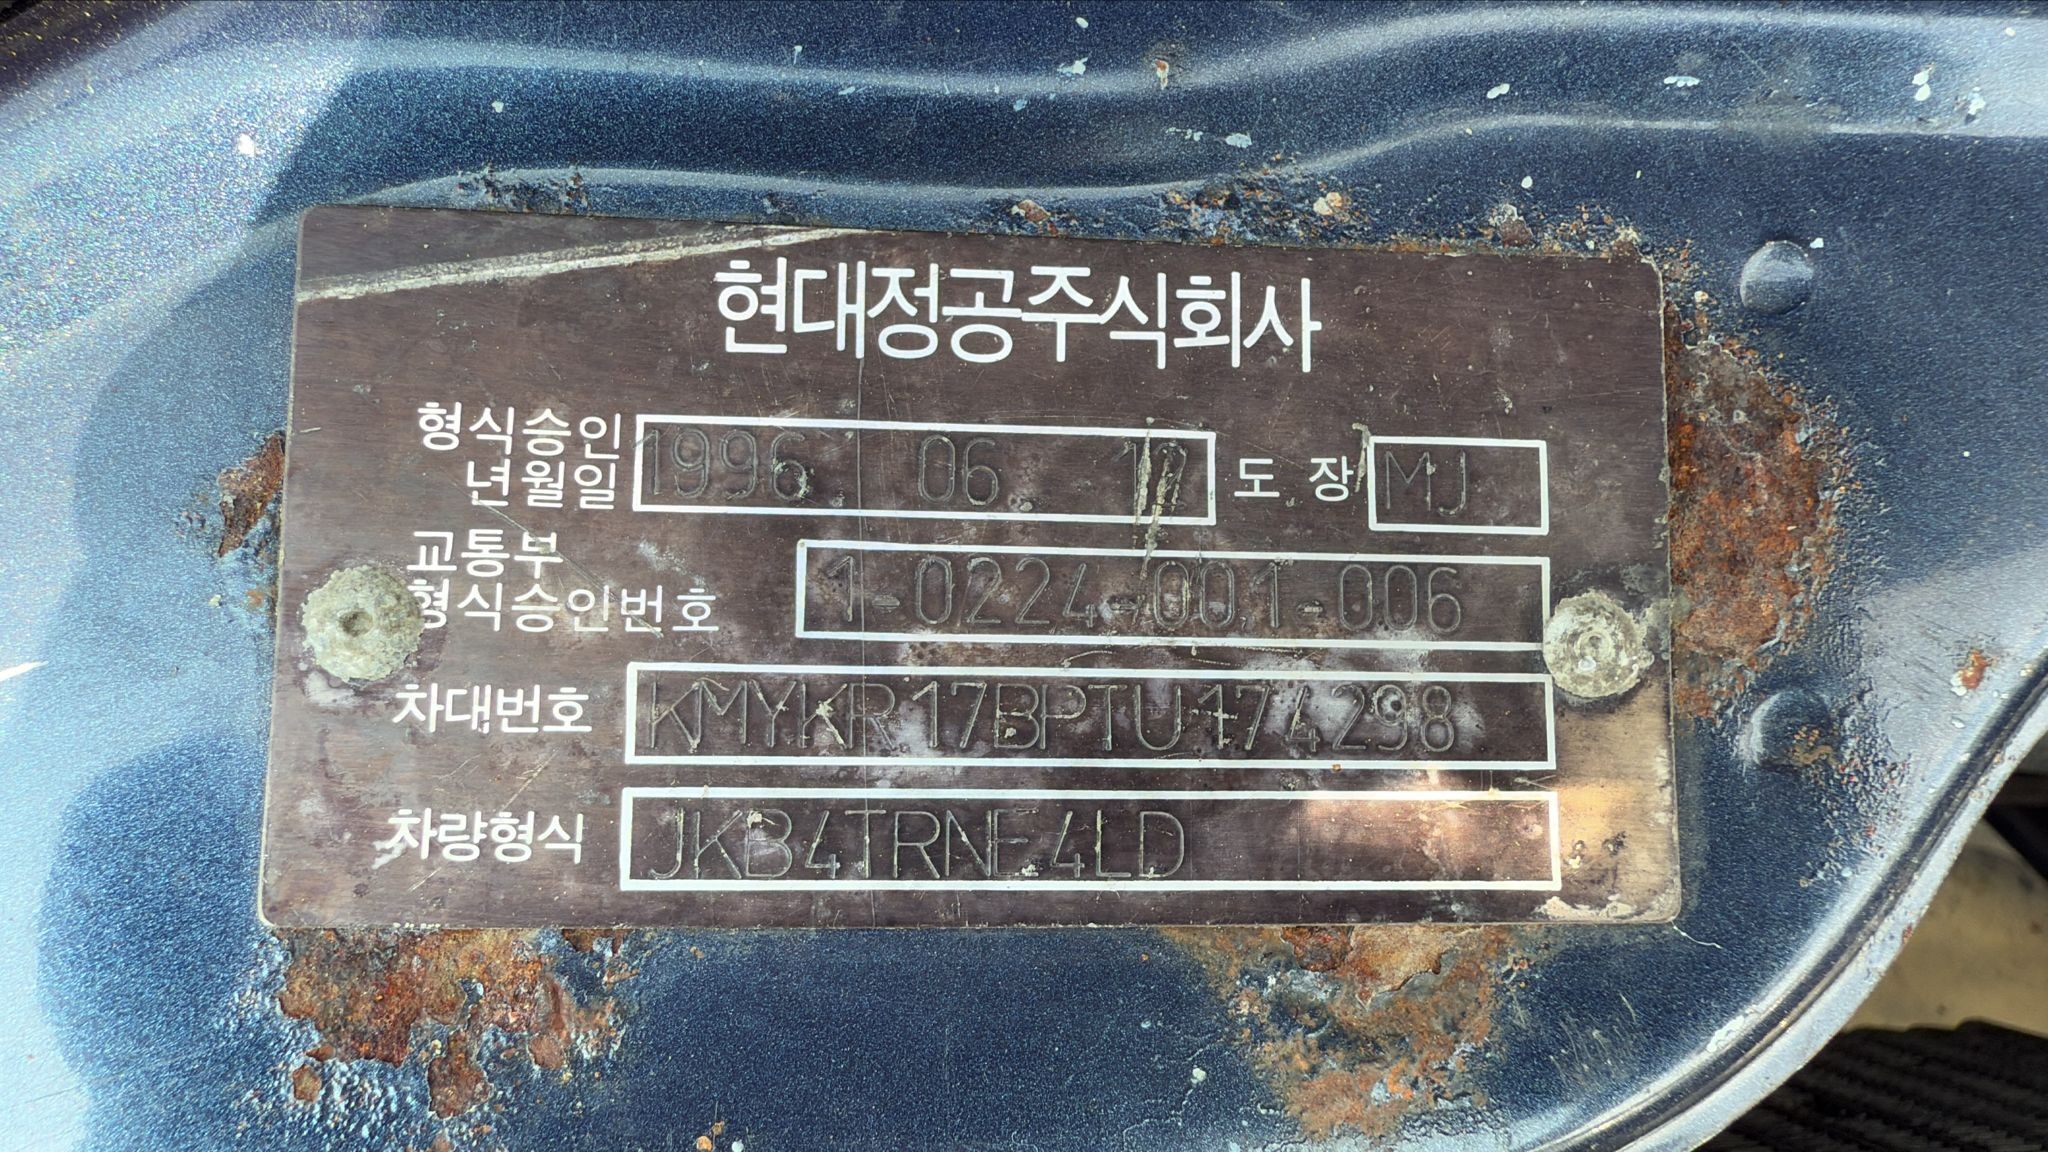 현대정공주식회사
형식승인
년월일 1996 06 도 장 MJ
교통부
형식승인번호 1-0224-001-006
차대번호 KMYKR17BPTU174298
차량형식 JKB4TRNE4LD